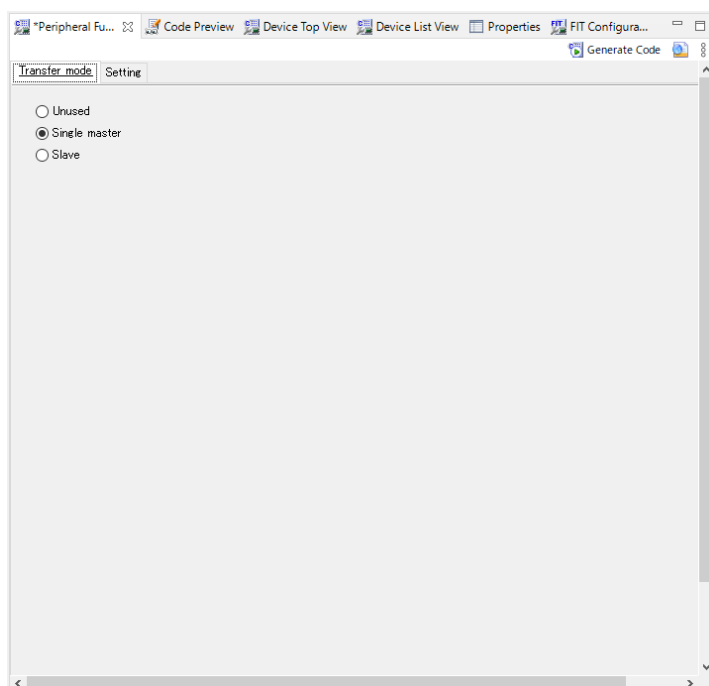 *Peripheral Fu... Code Preview Device Top View Device List View Properties FIT Configura...
Generate Code
Transfer mode Setting
Unused
Single master
Slave